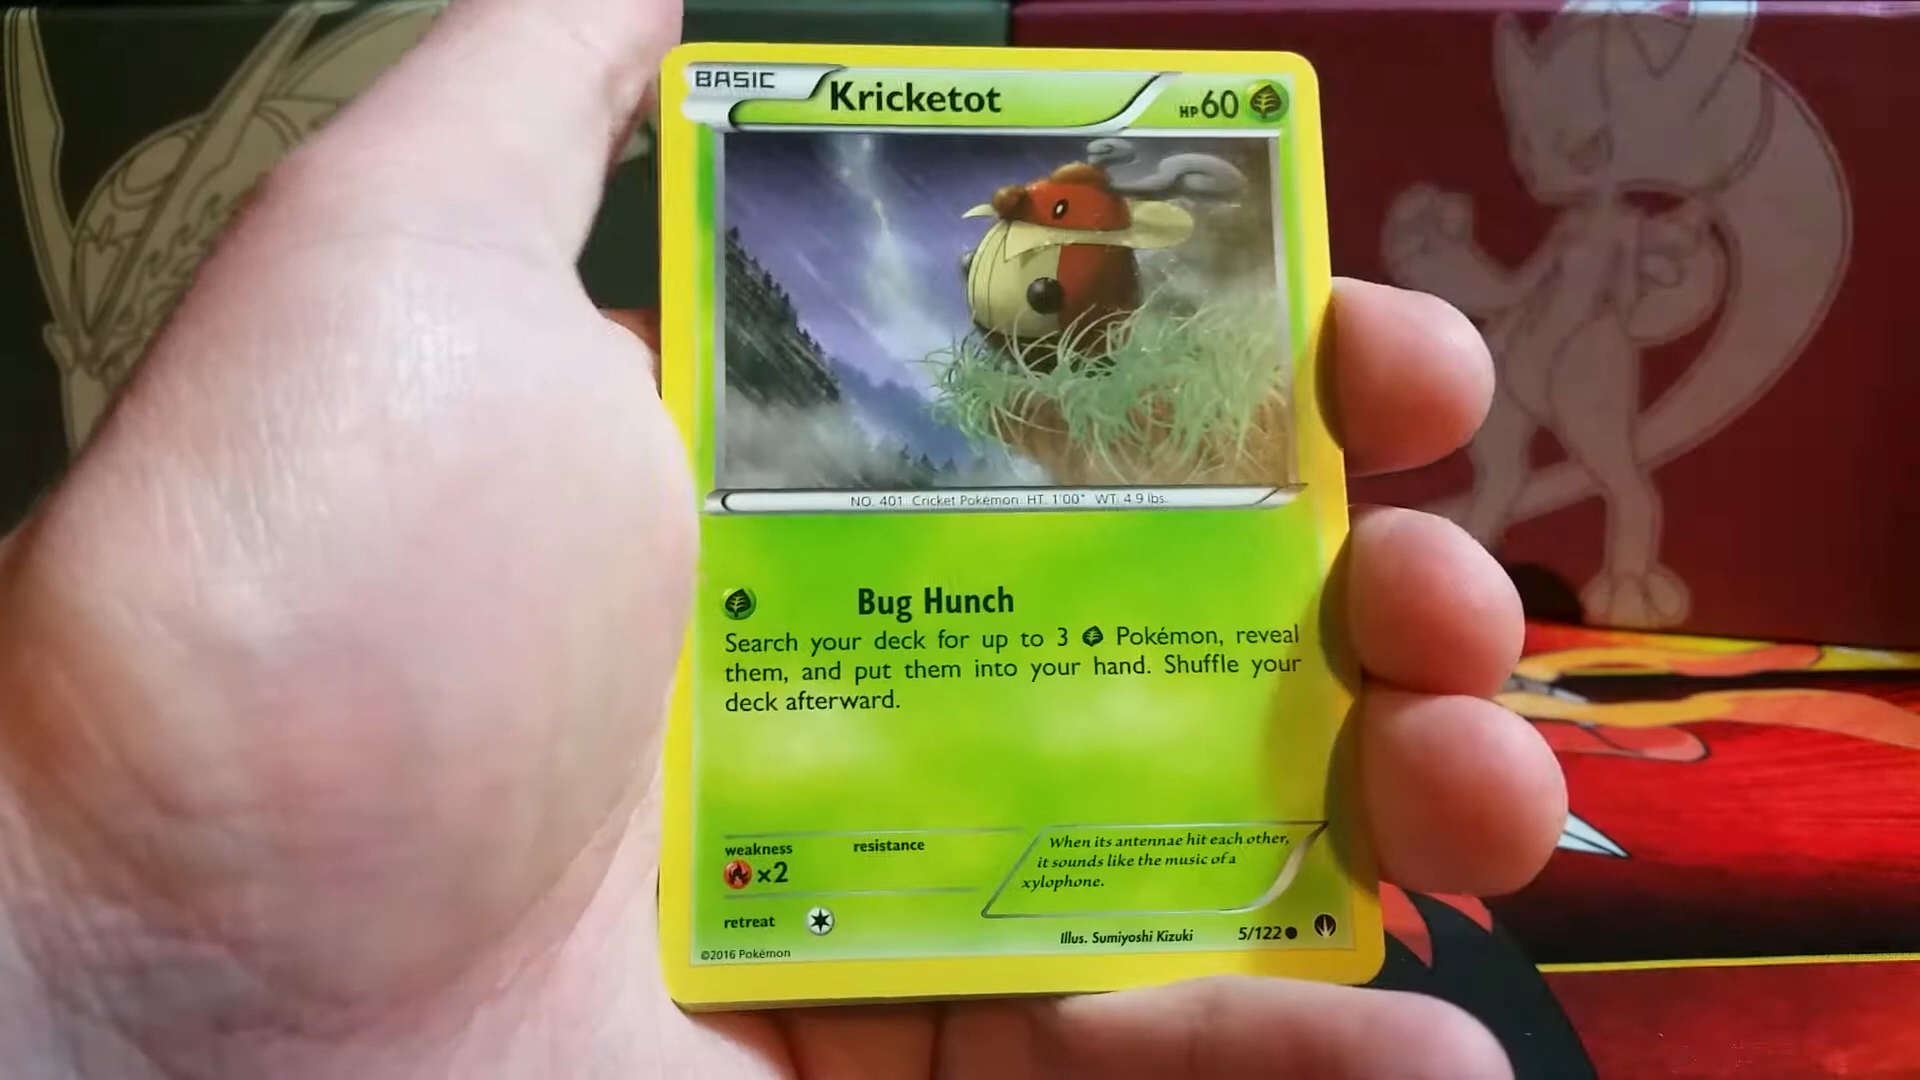 BASIC
Kricketot
HP 60
NO. 401 Cricket Pokémon HT. 1'00" WT. 4.9 lbs.
Bug Hunch
Search your deck for up to 3 Pokémon, reveal
them, and put them into your hand. Shuffle your
deck afterward.
weakness
×2
resistance
When its antennae hit each other,
it sounds like the music of a
xylophone.
retreat
Illus. Sumiyoshi Kizuki
5/122
©2016 Pokémon